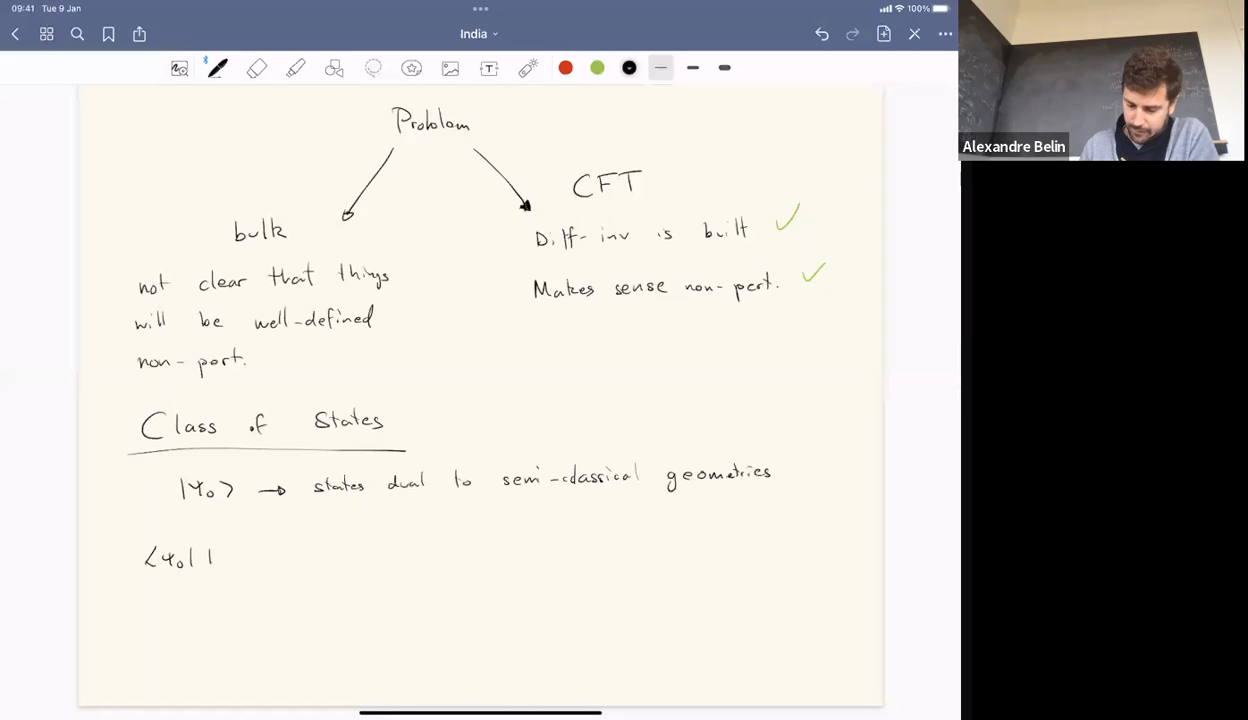 09:41 Tue 9 Jan
100%
India
Problem
CFT
bulk
Diff-inv is built ✓
not clear that things
Makes sense non-pert. ✓
will be well-defined
non-pert.
Class of States
|Ψ₀> → states dual to semi-classical geometries
<Ψ₀| |
Alexandre Belin